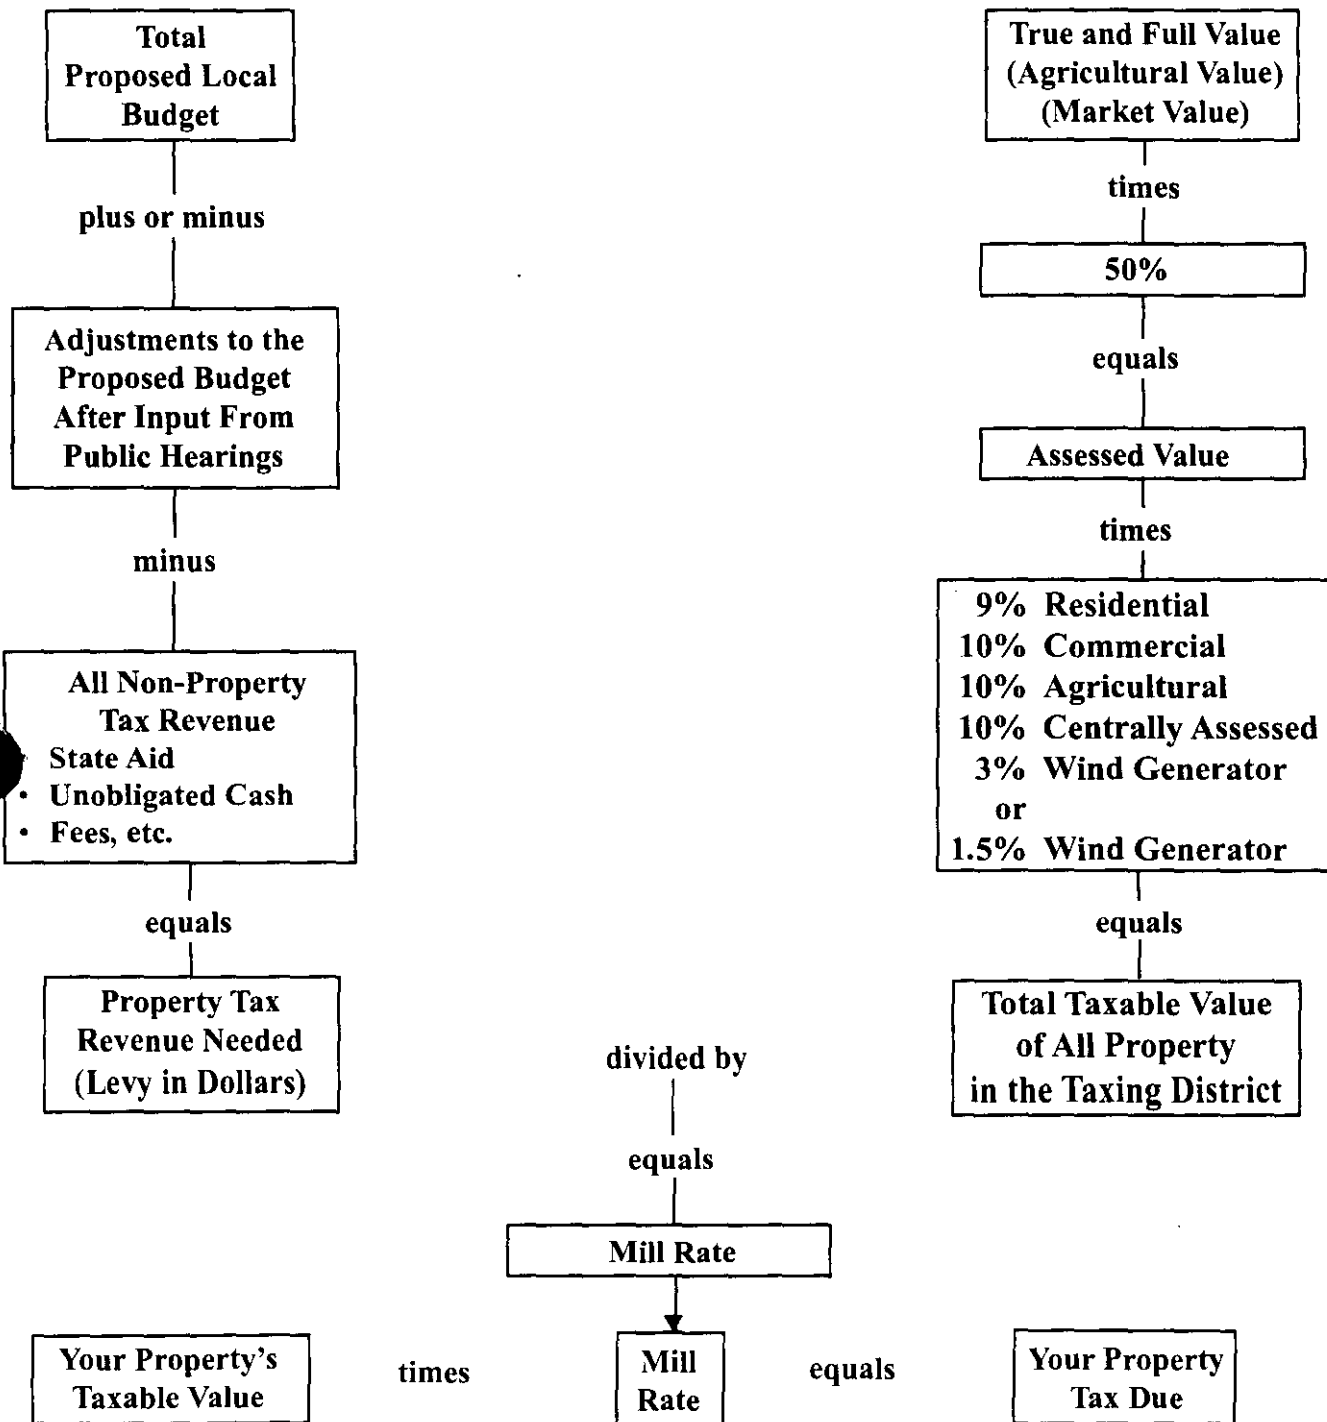 Total
Proposed Local
Budget
plus or minus
Adjustments to the
Proposed Budget
After Input From
Public Hearings
minus
All Non-Property
Tax Revenue
State Aid
• Unobligated Cash
• Fees, etc.
equals
Property Tax
Revenue Needed
(Levy in Dollars)
True and Full Value
(Agricultural Value)
(Market Value)
times
50%
equals
Assessed Value
times
9% Residential
10% Commercial
10% Agricultural
10% Centrally Assessed
3% Wind Generator
or
1.5% Wind Generator
equals
Total Taxable Value
of All Property
in the Taxing District
divided by
equals
Mill Rate
Your Property's
Taxable Value
times
Mill
Rate
equals
Your Property
Tax Due